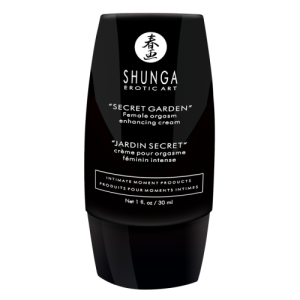 春画
SHUNGA
EROTIC ART
"SECRET GARDEN"
Female orgasm
enhancing cream
"JARDIN SECRET"
crème pour orgasme
féminin intense
INTIMATE MOMENT PRODUCTS
PRODUITS POUR MOMENTS INTIMES
Net 1 fl. oz / 30 ml